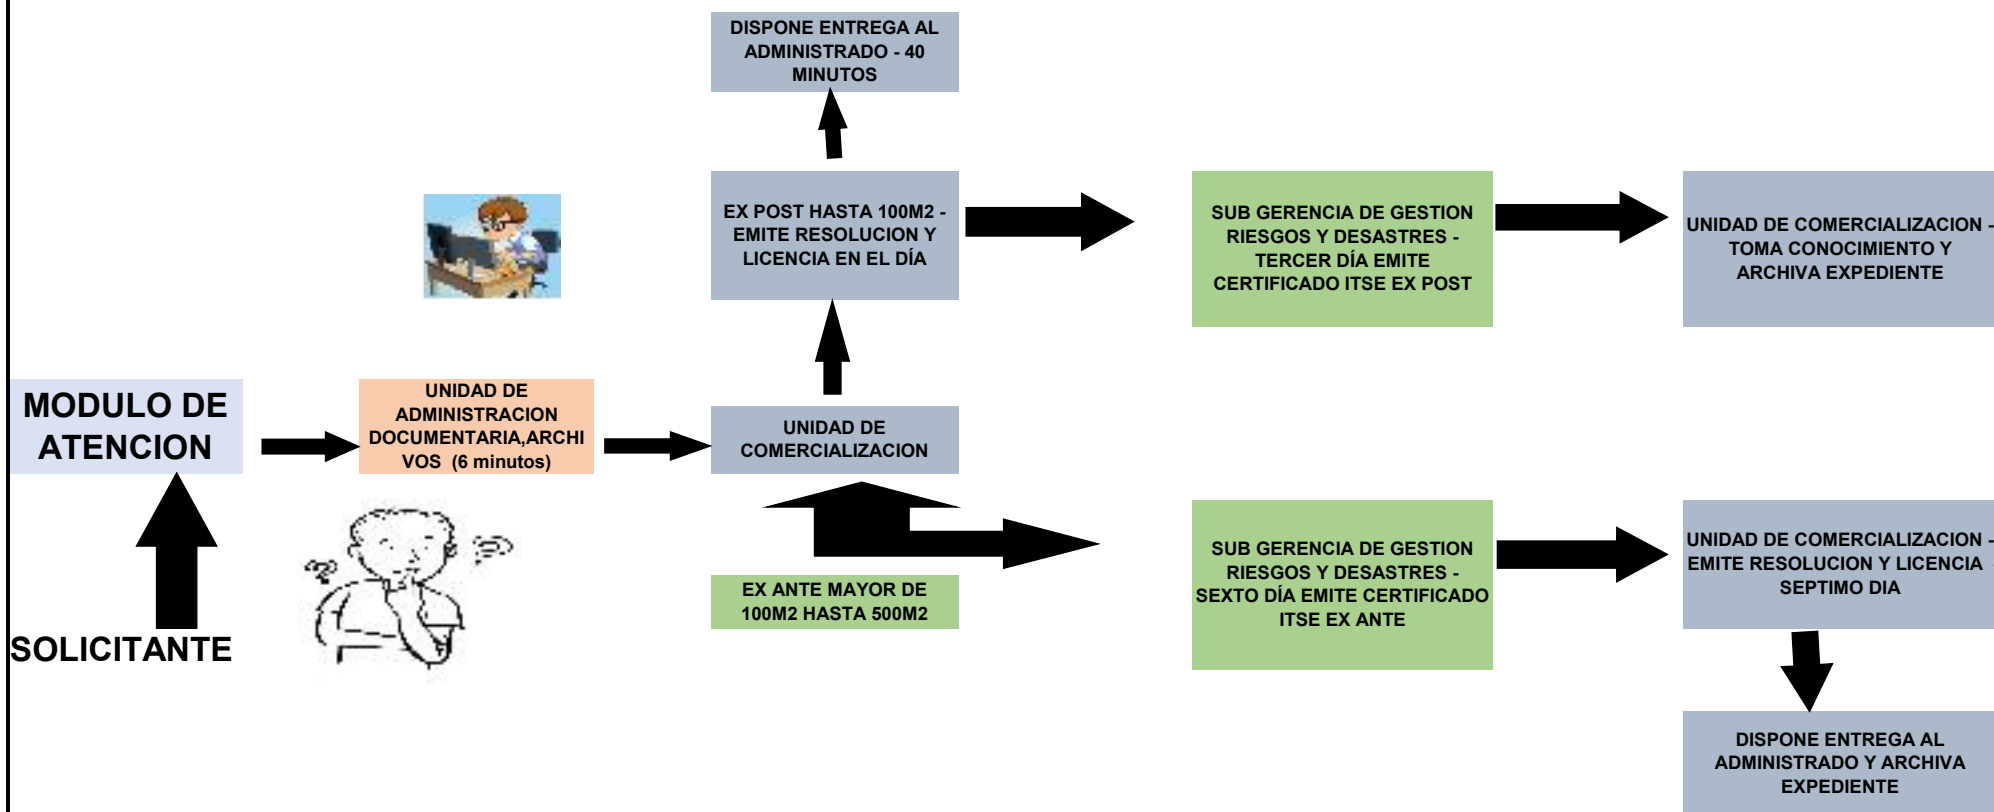 DISPONE ENTREGA AL
ADMINISTRADO - 40
MINUTOS
EX POST HASTA 100M2 -
EMITE RESOLUCION Y
LICENCIA EN EL DÍA
SUB GERENCIA DE GESTION
RIESGOS Y DESASTRES -
TERCER DÍA EMITE
CERTIFICADO ITSE EX POST
UNIDAD DE COMERCIALIZACION -
TOMA CONOCIMIENTO Y
ARCHIVA EXPEDIENTE
MODULO DE
ATENCION
UNIDAD DE
ADMINISTRACION
DOCUMENTARIA,ARCHI
VOS (6 minutos)
UNIDAD DE
COMERCIALIZACION
SOLICITANTE
EX ANTE MAYOR DE
100M2 HASTA 500M2
SUB GERENCIA DE GESTION
RIESGOS Y DESASTRES -
SEXTO DÍA EMITE CERTIFICADO
ITSE EX ANTE
UNIDAD DE COMERCIALIZACION -
EMITE RESOLUCION Y LICENCIA -
SEPTIMO DIA
DISPONE ENTREGA AL
ADMINISTRADO Y ARCHIVA
EXPEDIENTE